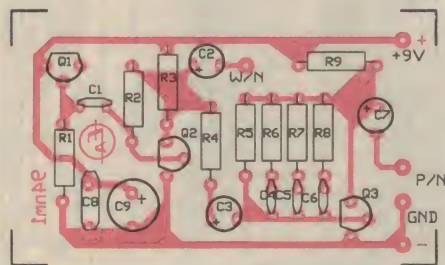 +
+9V
Q1
C2
W/N
R9
C1
R2
R3
C7
R1
Q2
R4
R5
R6
R7
R8
P/N
94nm1
C8
C9
+
C3
+
C4
C5
C6
Q3
GND
-